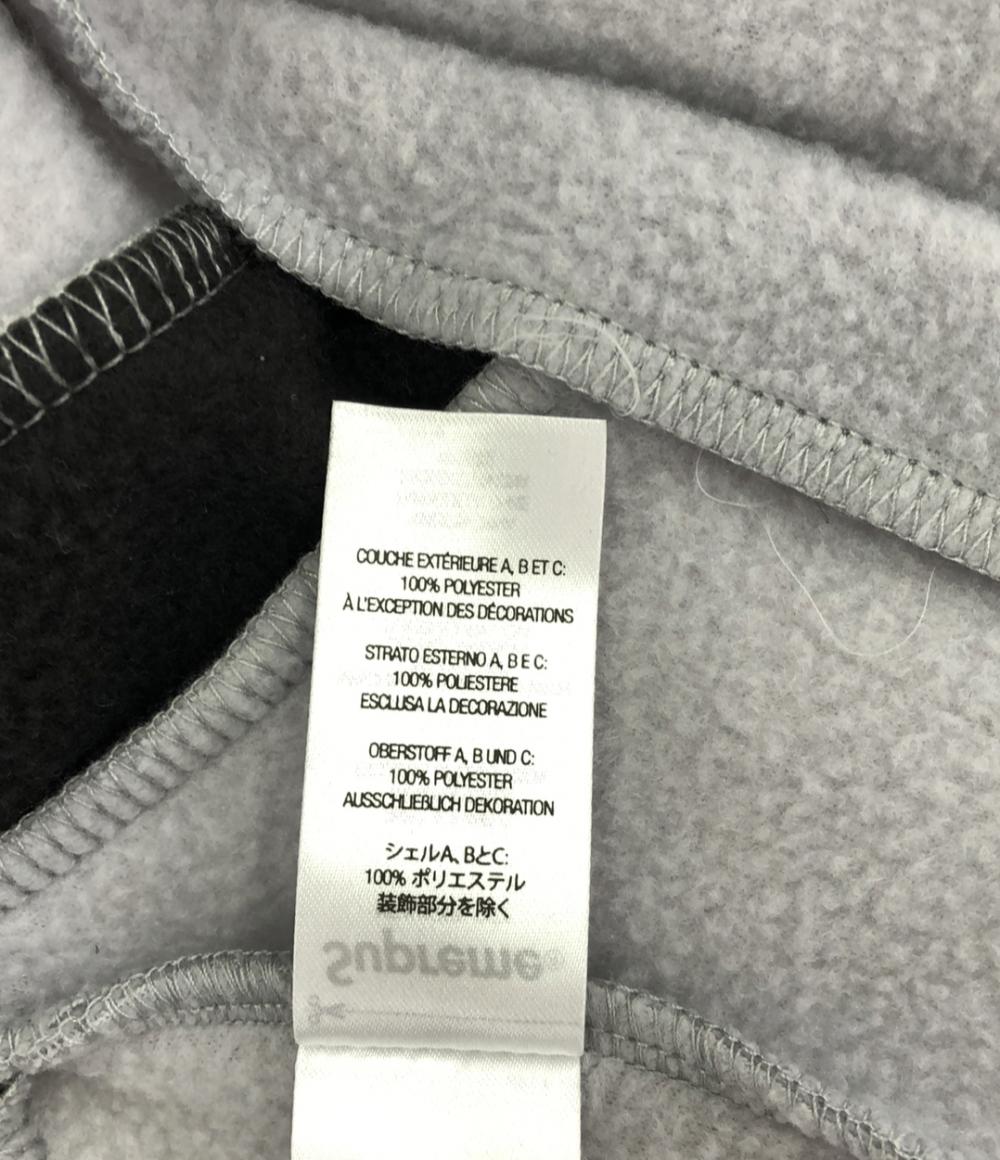 COUCHE EXTÉRIEURE A, B ET C:
100% POLYESTER
À L'EXCEPTION DES DÉCORATIONS
STRATO ESTERNO A, B E C:
100% POLIESTERE
ESCLUSA LA DECORAZIONE
OBERSTOFF A, B UND C:
100% POLYESTER
AUSSCHLIEBLICH DEKORATION
シェルA、BとC:
100% ポリエステル
装飾部分を除く
Supreme®